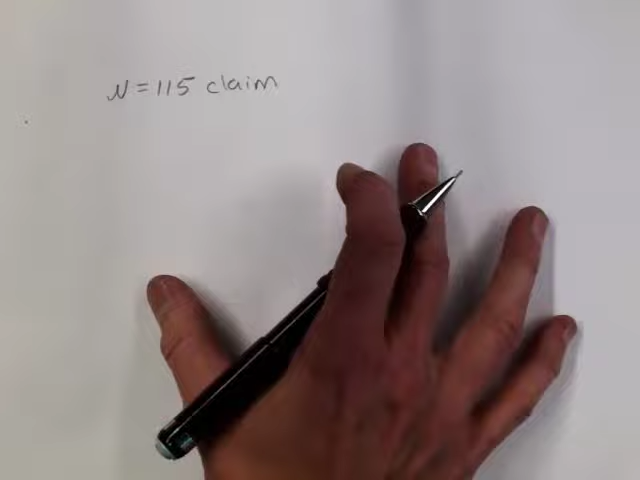 μ = 115 claim